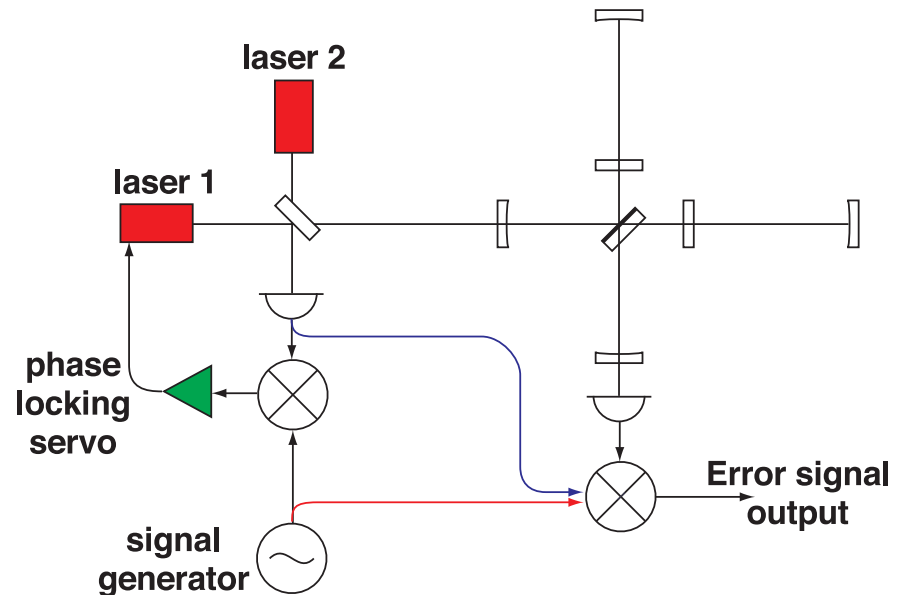 laser 2
laser 1
phase
locking
servo
Error signal
output
signal
generator